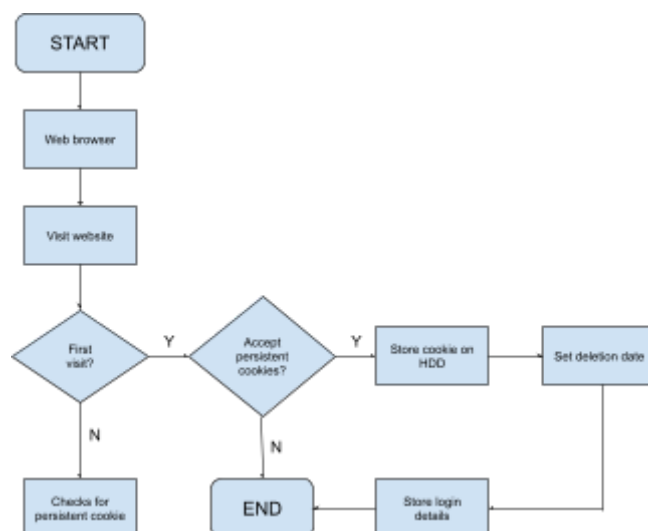 START
Web browser
Visit website
First
visit?
Y
Accept
persistent
cookies?
Y
Store cookie on
HDD
Set deletion date
N
N
Checks for
persistent cookie
END
Store login
details